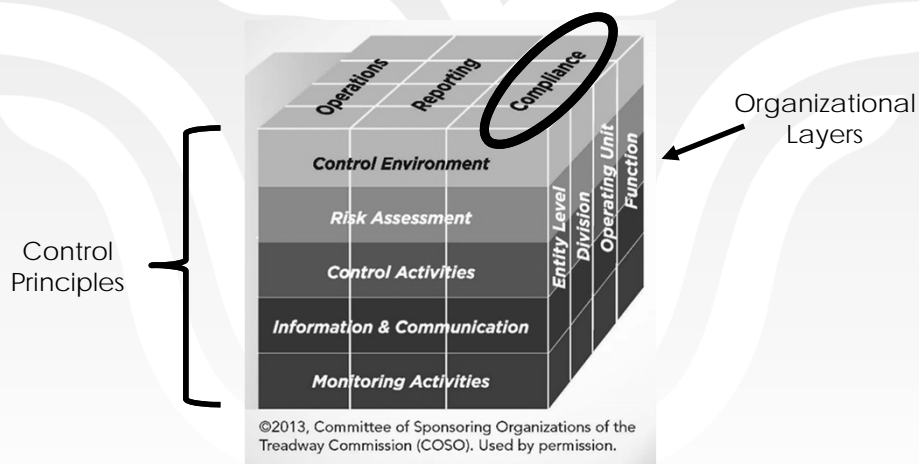 Operations
Reporting
Compliance
Organizational
Layers
Control Environment
Risk Assessment
Control Activities
Information & Communication
Monitoring Activities
Entity Level
Division
Operating Unit
Function
Control
Principles
©2013, Committee of Sponsoring Organizations of the
Treadway Commission (COSO). Used by permission.